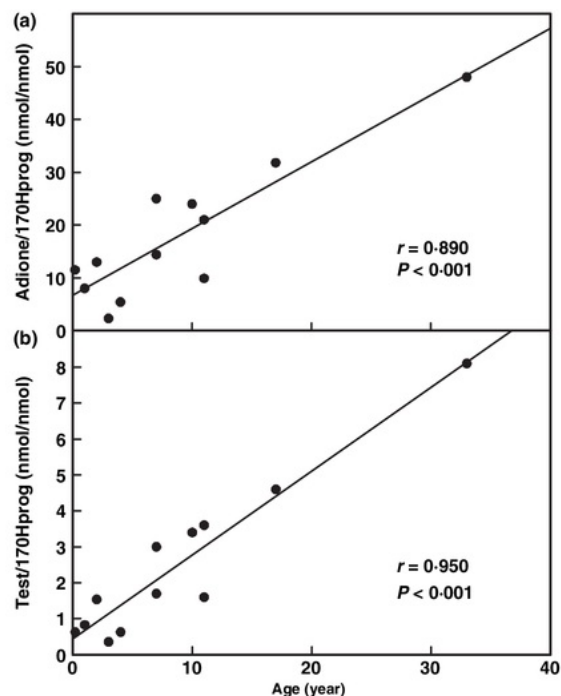 (a)
Adione/17OHprog (nmol/nmol)
50
40
30
20
10
0
r = 0·890
P < 0·001
(b)
Test/17OHprog (nmol/nmol)
8
7
6
5
4
3
2
1
0
r = 0·950
P < 0·001
0
10
20
30
40
Age (year)